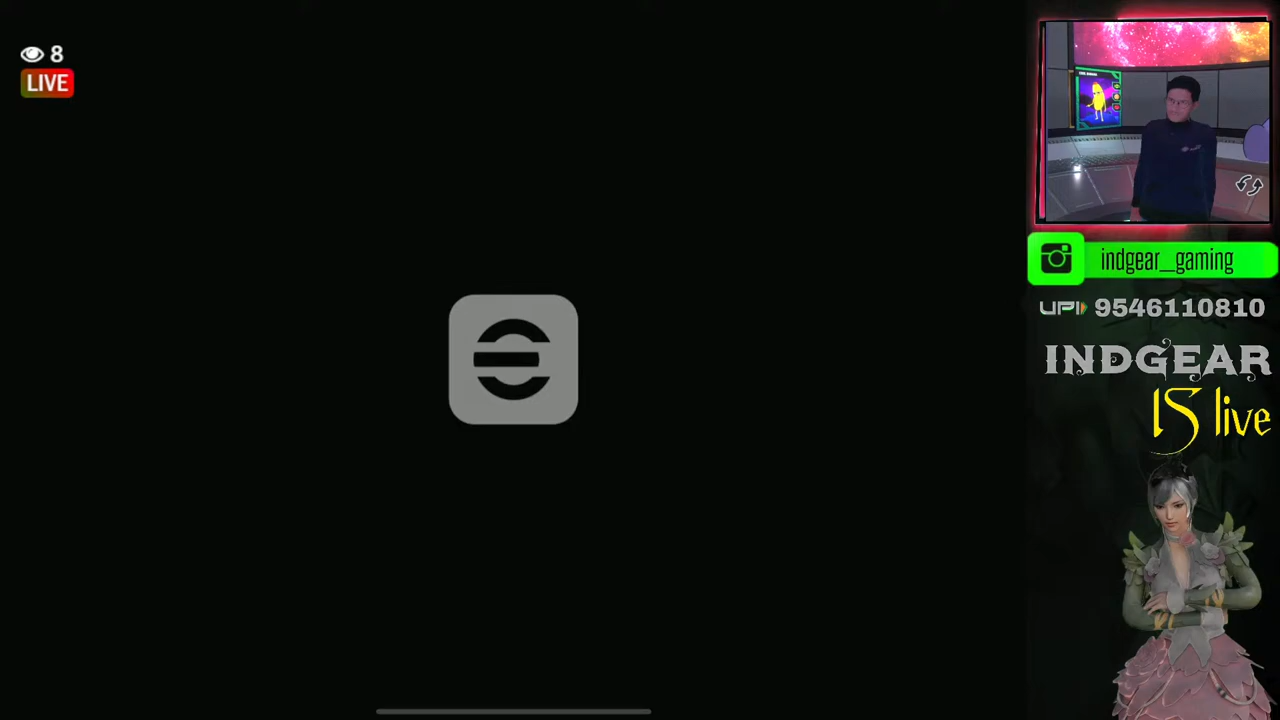 8
LIVE
indgear_gaming
UPI 9546110810
INDGEAR
IS live